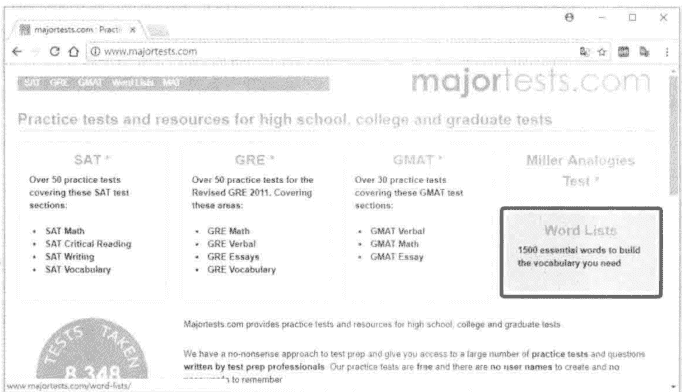 majortests.com : Practi
www.majortests.com
SAT GRE GMAT Word Lists MAT
majortests.com
Practice tests and resources for high school, college and graduate tests
SAT *
Over 50 practice tests
covering these SAT test
sections:
• SAT Math
• SAT Critical Reading
• SAT Writing
• SAT Vocabulary
GRE *
Over 50 practice tests for the
Revised GRE 2011. Covering
these areas:
• GRE Math
• GRE Verbal
• GRE Essays
• GRE Vocabulary
GMAT *
Over 30 practice tests
covering these GMAT test
sections:
• GMAT Verbal
• GMAT Math
• GMAT Essay
Miller Analogies
Test *
Word Lists
1500 essential words to build
the vocabulary you need
TESTS TAKEN
8,348
Majortests.com provides practice tests and resources for high school, college and graduate tests
We have a no-nonsense approach to test prep and give you access to a large number of practice tests and questions
written by test prep professionals. Our practice tests are free and there are no user names to create and no
to remember
www.majortests.com/word-lists/